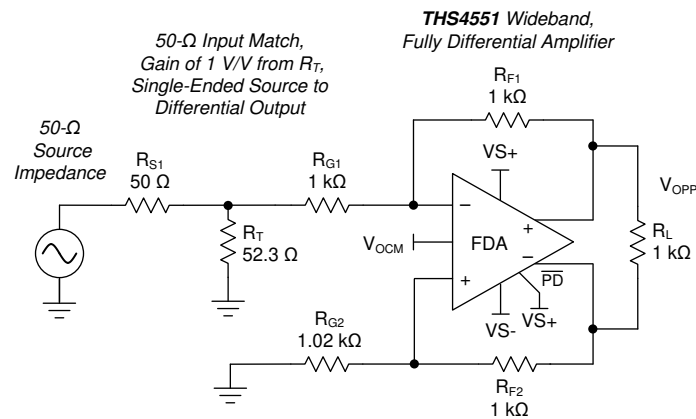 THS4551 Wideband,
Fully Differential Amplifier
50-Ω Input Match,
Gain of 1 V/V from RT,
Single-Ended Source to
Differential Output
50-Ω
Source
Impedance
RS1
50 Ω
RG1
1 kΩ
RF1
1 kΩ
VS+
RT
52.3 Ω
VOCM
FDA
−
+
+
−
PD
VS+
VS-
VOPP
RL
1 kΩ
RG2
1.02 kΩ
RF2
1 kΩ